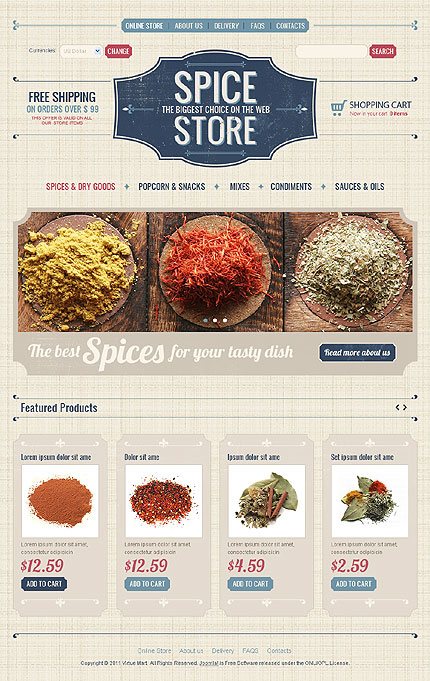 ONLINE STORE | ABOUT US | DELIVERY | FAQS | CONTACTS
Currencies: US Dollar CHANGE
SEARCH
FREE SHIPPING
ON ORDERS OVER $ 99
THIS OFFER IS VALID ON ALL
OUR STORE ITEMS
SPICE
THE BIGGEST CHOICE ON THE WEB
STORE
SHOPPING CART
Now in your cart 0 items
SPICES & DRY GOODS POPCORN & SNACKS MIXES CONDIMENTS SAUCES & OILS
The best Spices for your tasty dish
Read more about us
Featured Products
Lorem ipsum dolor sit ame
Dolor sit ame
Ipsum dolor sit ame
Set ipsum dolor sit ame
Lorem ipsum dolor sit amet, consectetur adipisicin
Lorem ipsum dolor sit amet, consectetur adipisicin
Lorem ipsum dolor sit amet, consectetur adipisicin
Lorem ipsum dolor sit amet, consectetur adipisicin
$12.59 $12.59 $4.59 $2.59
ADD TO CART ADD TO CART ADD TO CART ADD TO CART
Online Store About us Delivery FAQS Contacts
Copyright © 2011 Virtue Mart. All Rights Reserved. Joomla! is Free Software released under the GNU/GPL License.